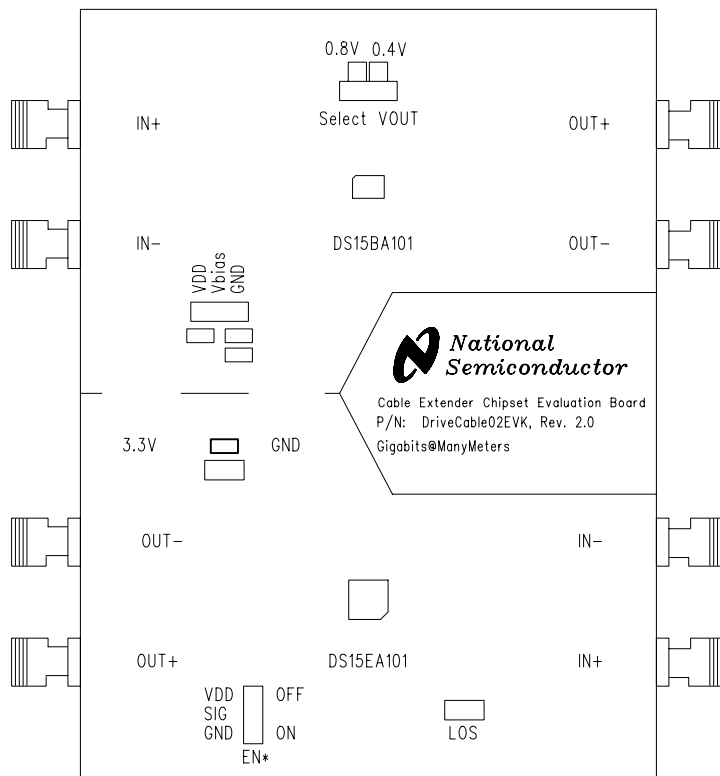 0.8V 0.4V
Select VOUT
IN+
OUT+
IN-
DS15BA101
OUT-
VDD
Vbias
GND
National
Semiconductor
Cable Extender Chipset Evaluation Board
P/N: DriveCable02EVK, Rev. 2.0
Gigabits@ManyMeters
3.3V
GND
OUT-
IN-
OUT+
DS15EA101
IN+
VDD OFF
SIG
GND ON
EN*
LOS